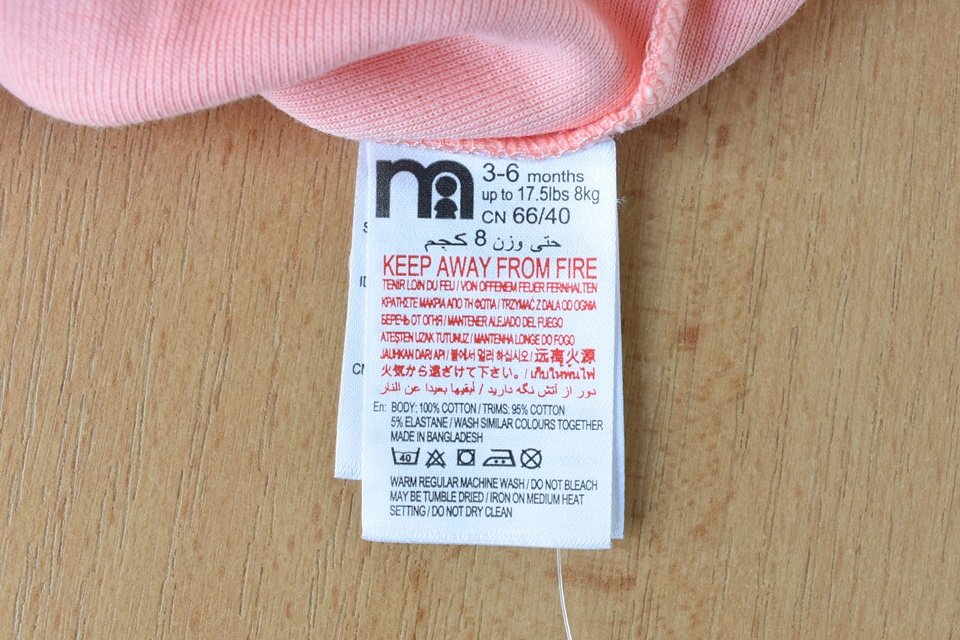 3-6 months
up to 17.5lbs 8kg
CN 66/40
حتى وزن 8 كجم
KEEP AWAY FROM FIRE
TENIR LOIN DU FEU / VON OFFENEM FEUER FERNHALTEN
ΚΡΑΤΗΣΤΕ ΜΑΚΡΙΑ ΑΠΟ ΤΗ ΦΩΤΙΑ / TRZYMAĆ Z DALA OD OGNIA
БЕРЕЧЬ ОТ ОГНЯ / MANTENER ALEJADO DEL FUEGO
ATEŞTEN UZAK TUTUNUZ / MANTENHA LONGE DO FOGO
JAUHKAN DARI API / 불에서 멀리 하십시오 / 远离火源
火気から遠ざけて下さい。/ เก็บให้พ้นไฟ
دور از آتش نگه دارید / أبقيها بعيدا عن النار
En: BODY: 100% COTTON / TRIMS: 95% COTTON
5% ELASTANE / WASH SIMILAR COLOURS TOGETHER
MADE IN BANGLADESH
40
WARM REGULAR MACHINE WASH / DO NOT BLEACH
MAY BE TUMBLE DRIED / IRON ON MEDIUM HEAT
SETTING / DO NOT DRY CLEAN